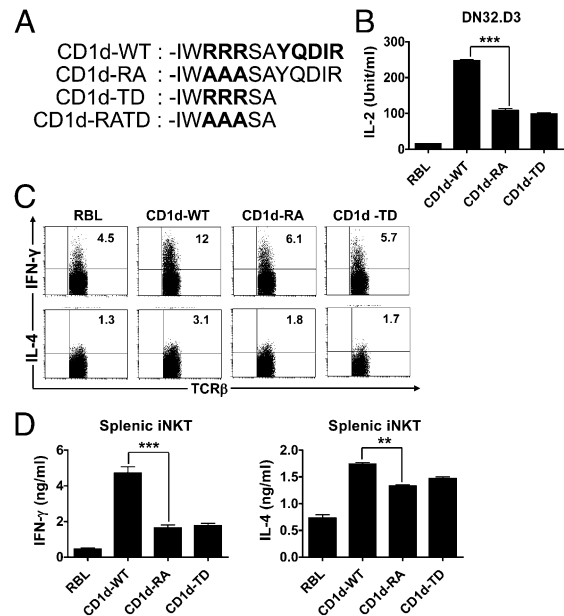 A
CD1d-WT : -IWRRRSAYQDIR
CD1d-RA : -IWAAASAYQDIR
CD1d-TD : -IWRRRSA
CD1d-RATD : -IWAAASA
B
DN32.D3
IL-2 (Unit/ml)
300
200
100
0
***
RBL
CD1d-WT
CD1d-RA
CD1d-TD
C
RBL
CD1d-WT
CD1d-RA
CD1d -TD
IFN-γ
4.5
12
6.1
5.7
IL-4
1.3
3.1
1.8
1.7
TCRβ
D
Splenic iNKT
IFN-γ (ng/ml)
6
4
2
0
***
RBL
CD1d-WT
CD1d-RA
CD1d-TD
Splenic iNKT
IL-4 (ng/ml)
2.0
1.5
1.0
0.5
0.0
**
RBL
CD1d-WT
CD1d-RA
CD1d-TD